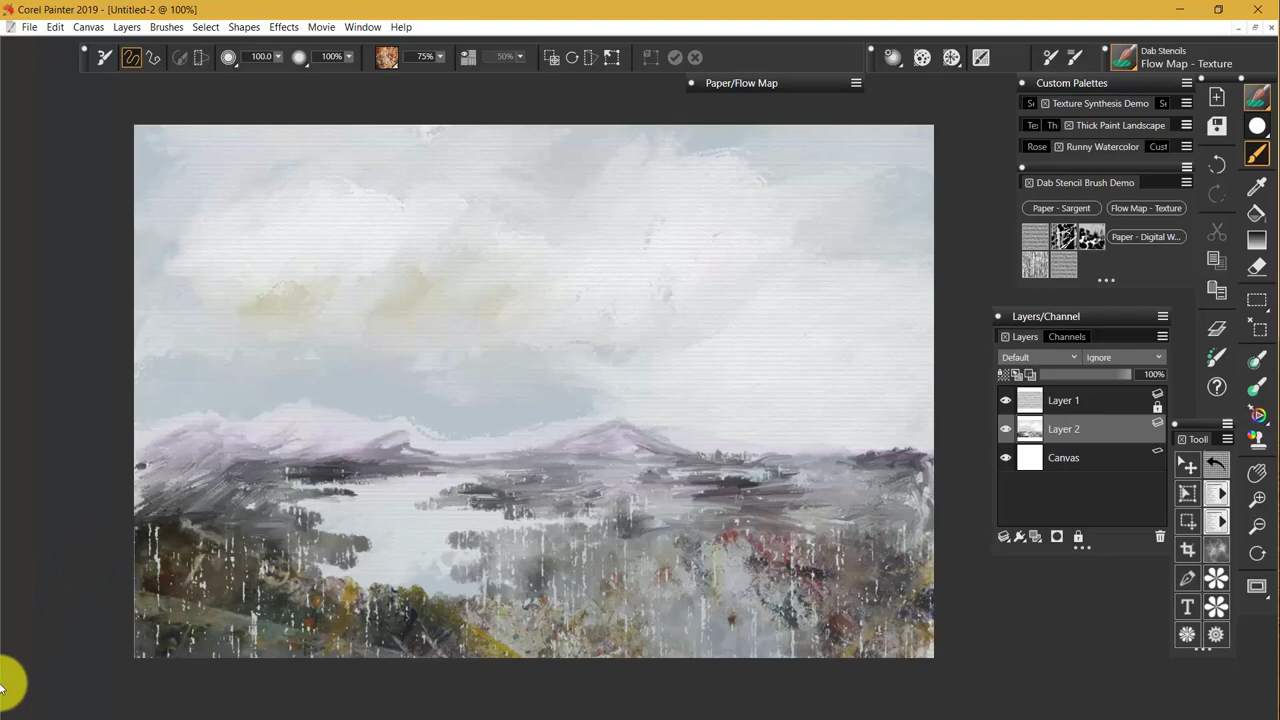 Corel Painter 2019 - [Untitled-2 @ 100%]
File Edit Canvas Layers Brushes Select Shapes Effects Movie Window Help
100.0 100% 75% 50%
Dab Stencils
Flow Map - Texture
Paper/Flow Map
Custom Palettes
Texture Synthesis Demo
Th Thick Paint Landscape
Rose Runny Watercolor Cust
Dab Stencil Brush Demo
Paper - Sargent Flow Map - Texture
Paper - Digital W...
Layers/Channel
Layers Channels
Default Ignore
100%
Layer 1
Layer 2
Canvas
Tool